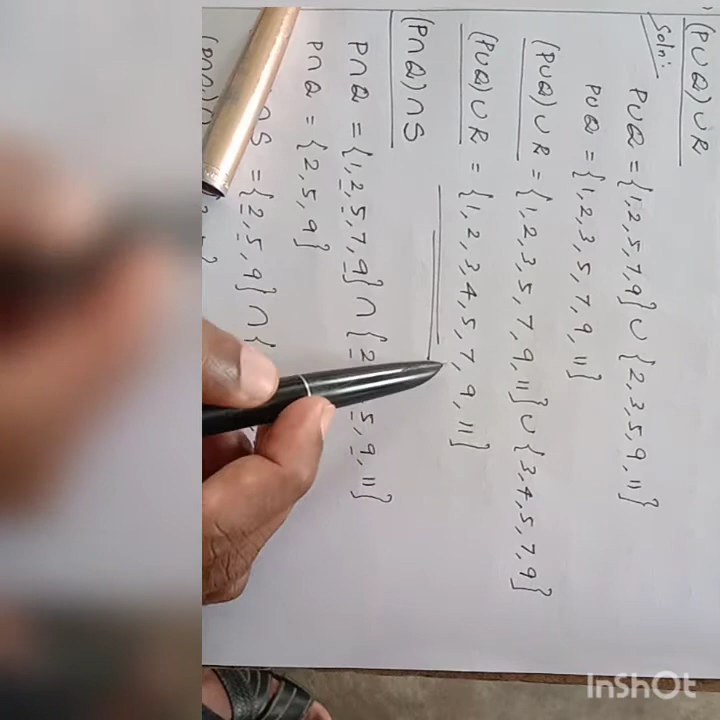 (P∪Q)∪R
Soln:
P∪Q = {1,2,5,7,9} ∪ {2,3,5,9,11}
P∪Q = {1,2,3,5,7,9,11}
(P∪Q)∪R = {1,2,3,5,7,9,11} ∪ {3,4,5,7,9}
(P∪Q)∪R = {1,2,3,4,5,7,9,11}
(P∩Q)∩S
P∩Q = {1,2,5,7,9} ∩ {2 5,9,11}
P∩Q = {2,5,9}
∩S = {2,5,9} ∩ {
InShOt